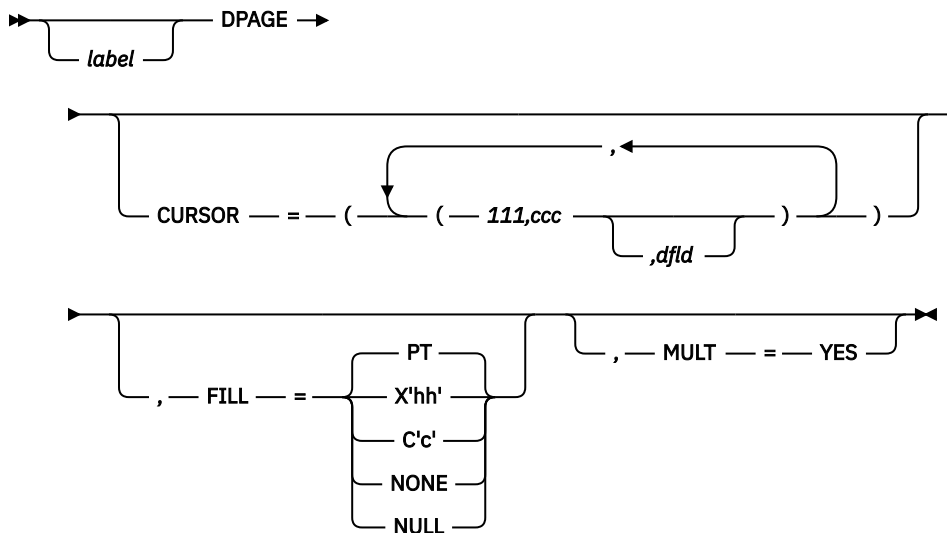 DPAGE
label
,
CURSOR = ( ( 111,ccc ) )
,dfld
PT
, MULT = YES
, FILL = X'hh'
C'c'
NONE
NULL